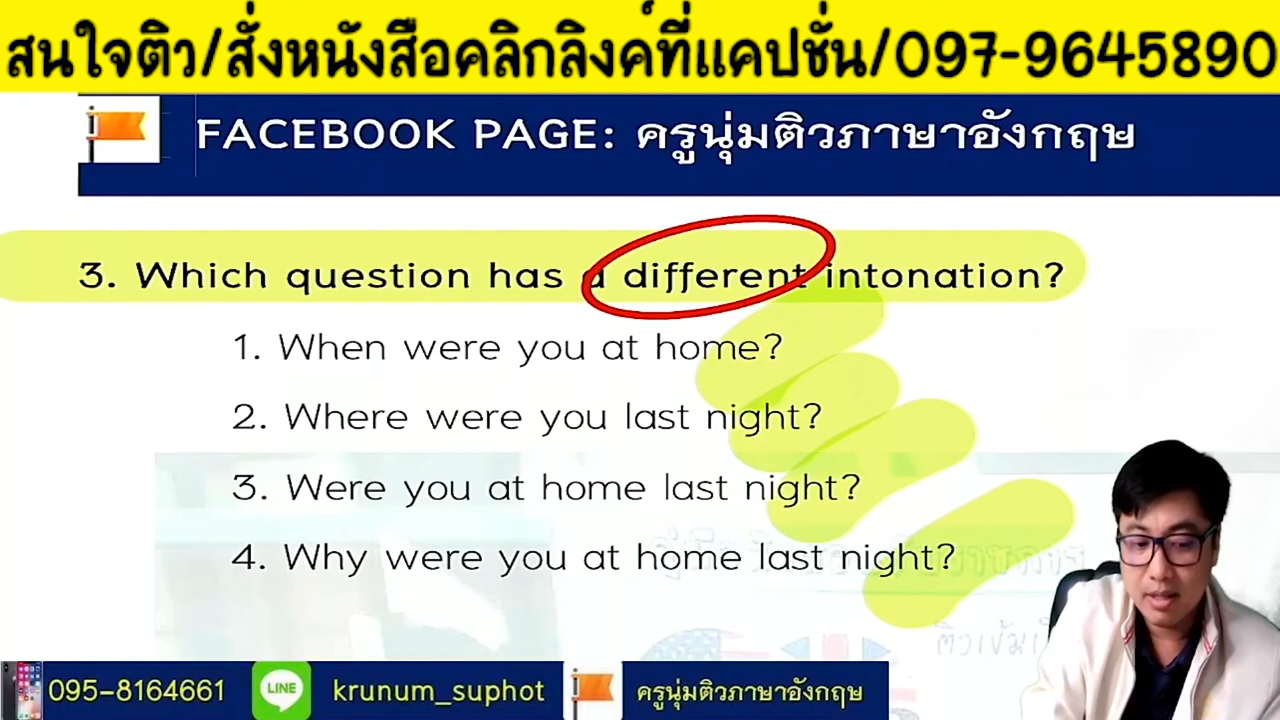 สนใจติว/สั่งหนังสือคลิกลิงค์ที่แคปชั่น/097-9645890
FACEBOOK PAGE: ครูนุ่มติวภาษาอังกฤษ
3. Which question has a different intonation?
1. When were you at home?
2. Where were you last night?
3. Were you at home last night?
4. Why were you at home last night?
ติวเข้ม
095-8164661 LINE krunum_suphot ครูนุ่มติวภาษาอังกฤษ